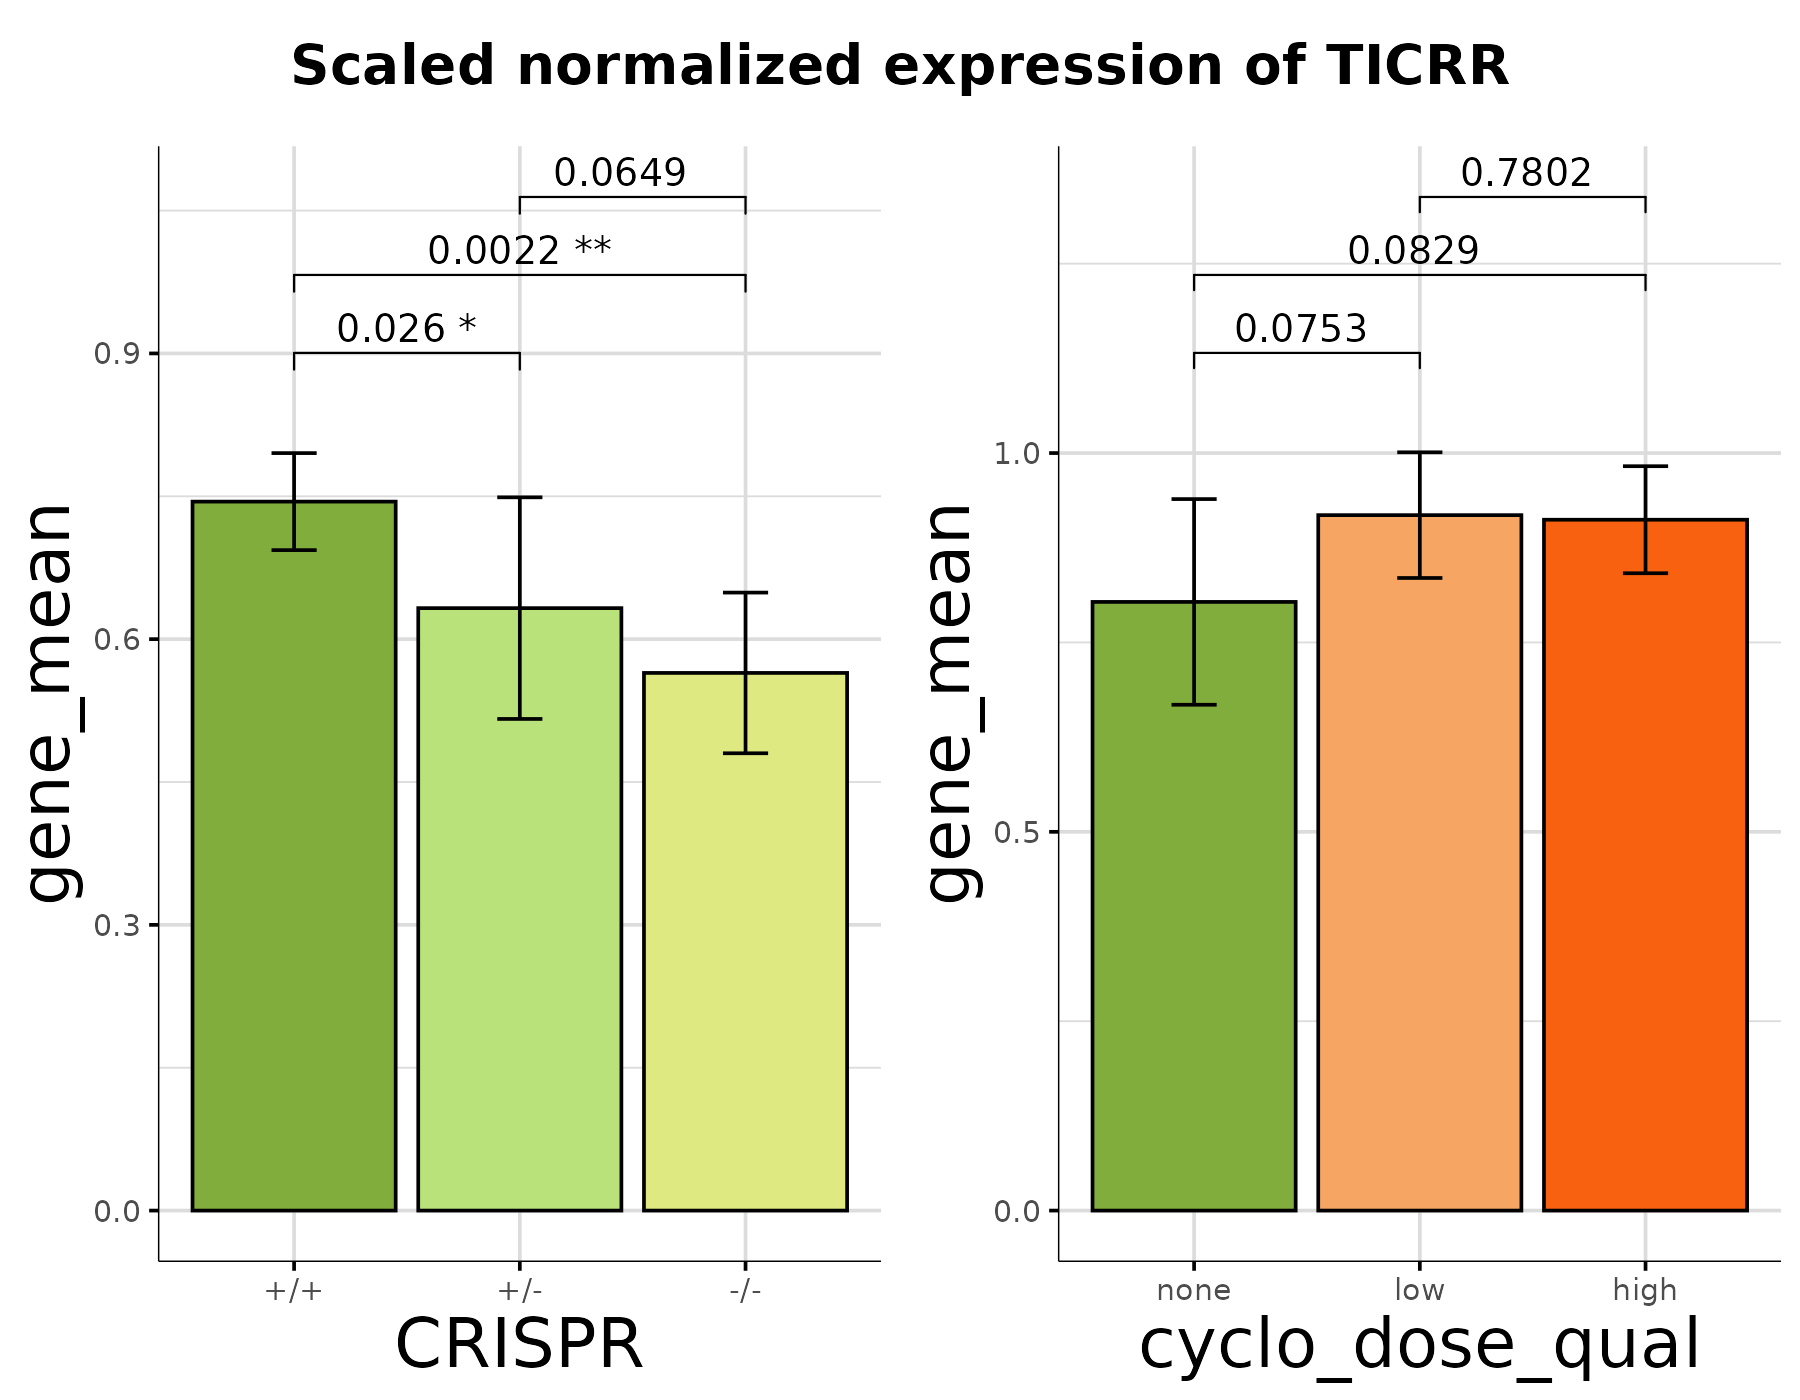 Scaled normalized expression of TICRR
0.0649
0.0022 **
0.026 *
0.9
0.6
0.3
0.0
gene_mean
+/+ +/- -/-
CRISPR
0.7802
0.0829
0.0753
1.0
0.5
0.0
gene_mean
none low high
cyclo_dose_qual